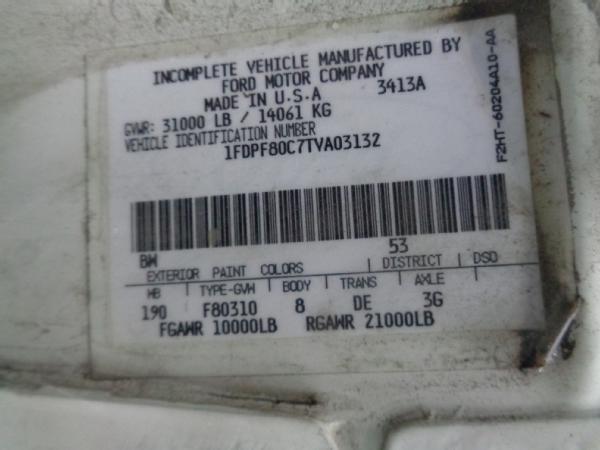 INCOMPLETE VEHICLE MANUFACTURED BY
FORD MOTOR COMPANY
MADE IN U.S.A 3413A
GVWR: 31000 LB / 14061 KG
VEHICLE IDENTIFICATION NUMBER
1FDPF80C7TVA03132
F2HT-60204A10-AA
BW 53
EXTERIOR PAINT COLORS DISTRICT DSO
WB TYPE-GVW BODY TRANS AXLE
190 F80310 8 DE 3G
FGAWR 10000LB RGAWR 21000LB